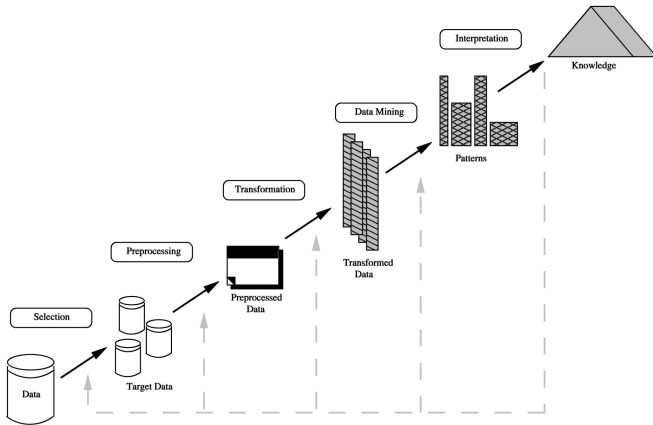 Interpretation
Knowledge
Data Mining
Patterns
Transformation
Transformed
Data
Preprocessing
Preprocessed
Data
Selection
Target Data
Data